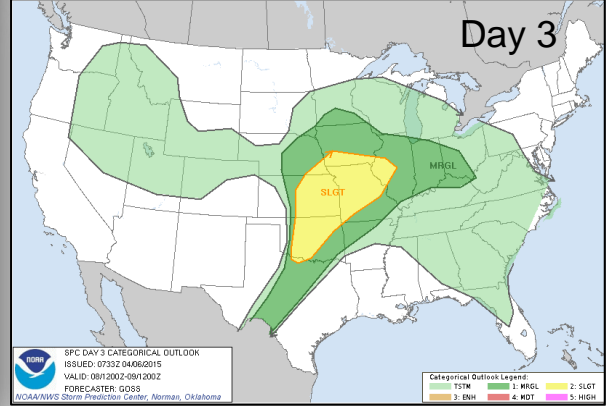 Day 3
MRGL
SLGT
NOAA
SPC DAY 3 CATEGORICAL OUTLOOK
ISSUED: 0733Z 04/06/2015
VALID: 08/1200Z-09/1200Z
FORECASTER: GOSS
NOAA/NWS Storm Prediction Center, Norman, Oklahoma
Categorical Outlook Legend:
TSTM 1: MRGL 2: SLGT
3: ENH 4: MDT 5: HIGH